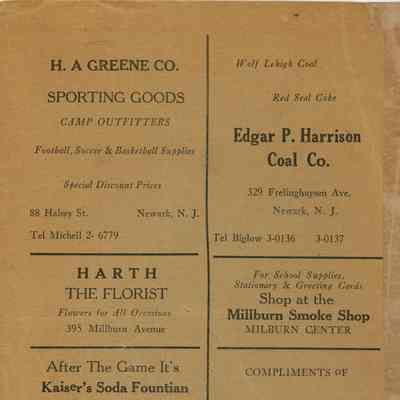 H. A GREENE CO.
SPORTING GOODS
CAMP OUTFITTERS
Football, Soccer & Basketball Supplies
Special Discount Prices
88 Halsey St. Newark, N. J.
Tel Michell 2- 6779
HARTH
THE FLORIST
Flowers for All Occasions
395 Millburn Avenue
After The Game It's
Kaiser's Soda Fountian
Wolf Lehigh Coal
Red Seal Coke
Edgar P. Harrison
Coal Co.
329 Frelinghuysen Ave.
Newark, N. J.
Tel Biglow 3-0136 3-0137
For School Supplies,
Stationary & Greeting Cards
Shop at the
Millburn Smoke Shop
MILBURN CENTER
COMPLIMENTS OF